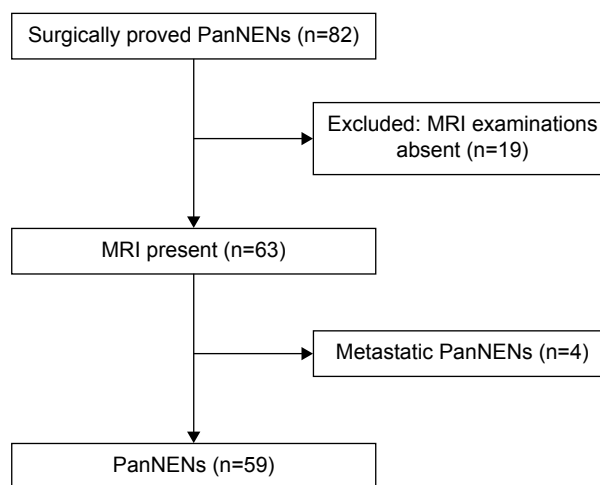 Surgically proved PanNENs (n=82)
Excluded: MRI examinations
absent (n=19)
MRI present (n=63)
Metastatic PanNENs (n=4)
PanNENs (n=59)